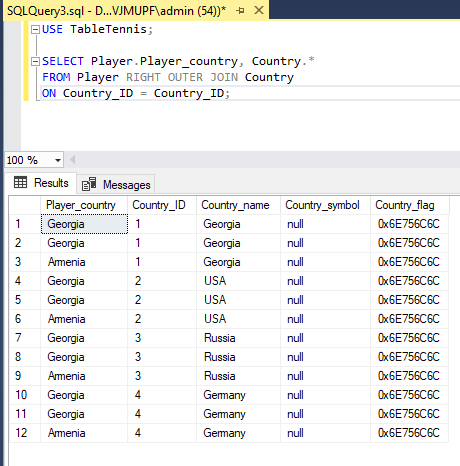 SQLQuery3.sql - D...VJMUPF\admin (54))*
USE TableTennis;
SELECT Player.Player_country, Country.*
FROM Player RIGHT OUTER JOIN Country
ON Country_ID = Country_ID;
100 %
Results Messages
Player_country Country_ID Country_name Country_symbol Country_flag
1 Georgia 1 Georgia null 0x6E756C6C
2 Georgia 1 Georgia null 0x6E756C6C
3 Armenia 1 Georgia null 0x6E756C6C
4 Georgia 2 USA null 0x6E756C6C
5 Georgia 2 USA null 0x6E756C6C
6 Armenia 2 USA null 0x6E756C6C
7 Georgia 3 Russia null 0x6E756C6C
8 Georgia 3 Russia null 0x6E756C6C
9 Armenia 3 Russia null 0x6E756C6C
10 Georgia 4 Germany null 0x6E756C6C
11 Georgia 4 Germany null 0x6E756C6C
12 Armenia 4 Germany null 0x6E756C6C